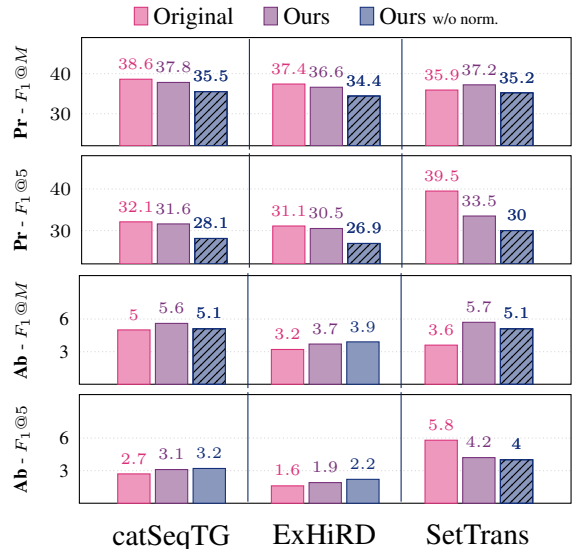 Original Ours Ours w/o norm.
Pr - F1@M
40
30
38.6 37.8 35.5 37.4 36.6 34.4 35.9 37.2 35.2
Pr - F1@5
40
30
32.1 31.6 28.1 31.1 30.5 26.9 39.5 33.5 30
Ab - F1@M
6
3
5 5.6 5.1 3.2 3.7 3.9 3.6 5.7 5.1
Ab - F1@5
6
3
2.7 3.1 3.2 1.6 1.9 2.2 5.8 4.2 4
catSeqTG ExHiRD SetTrans